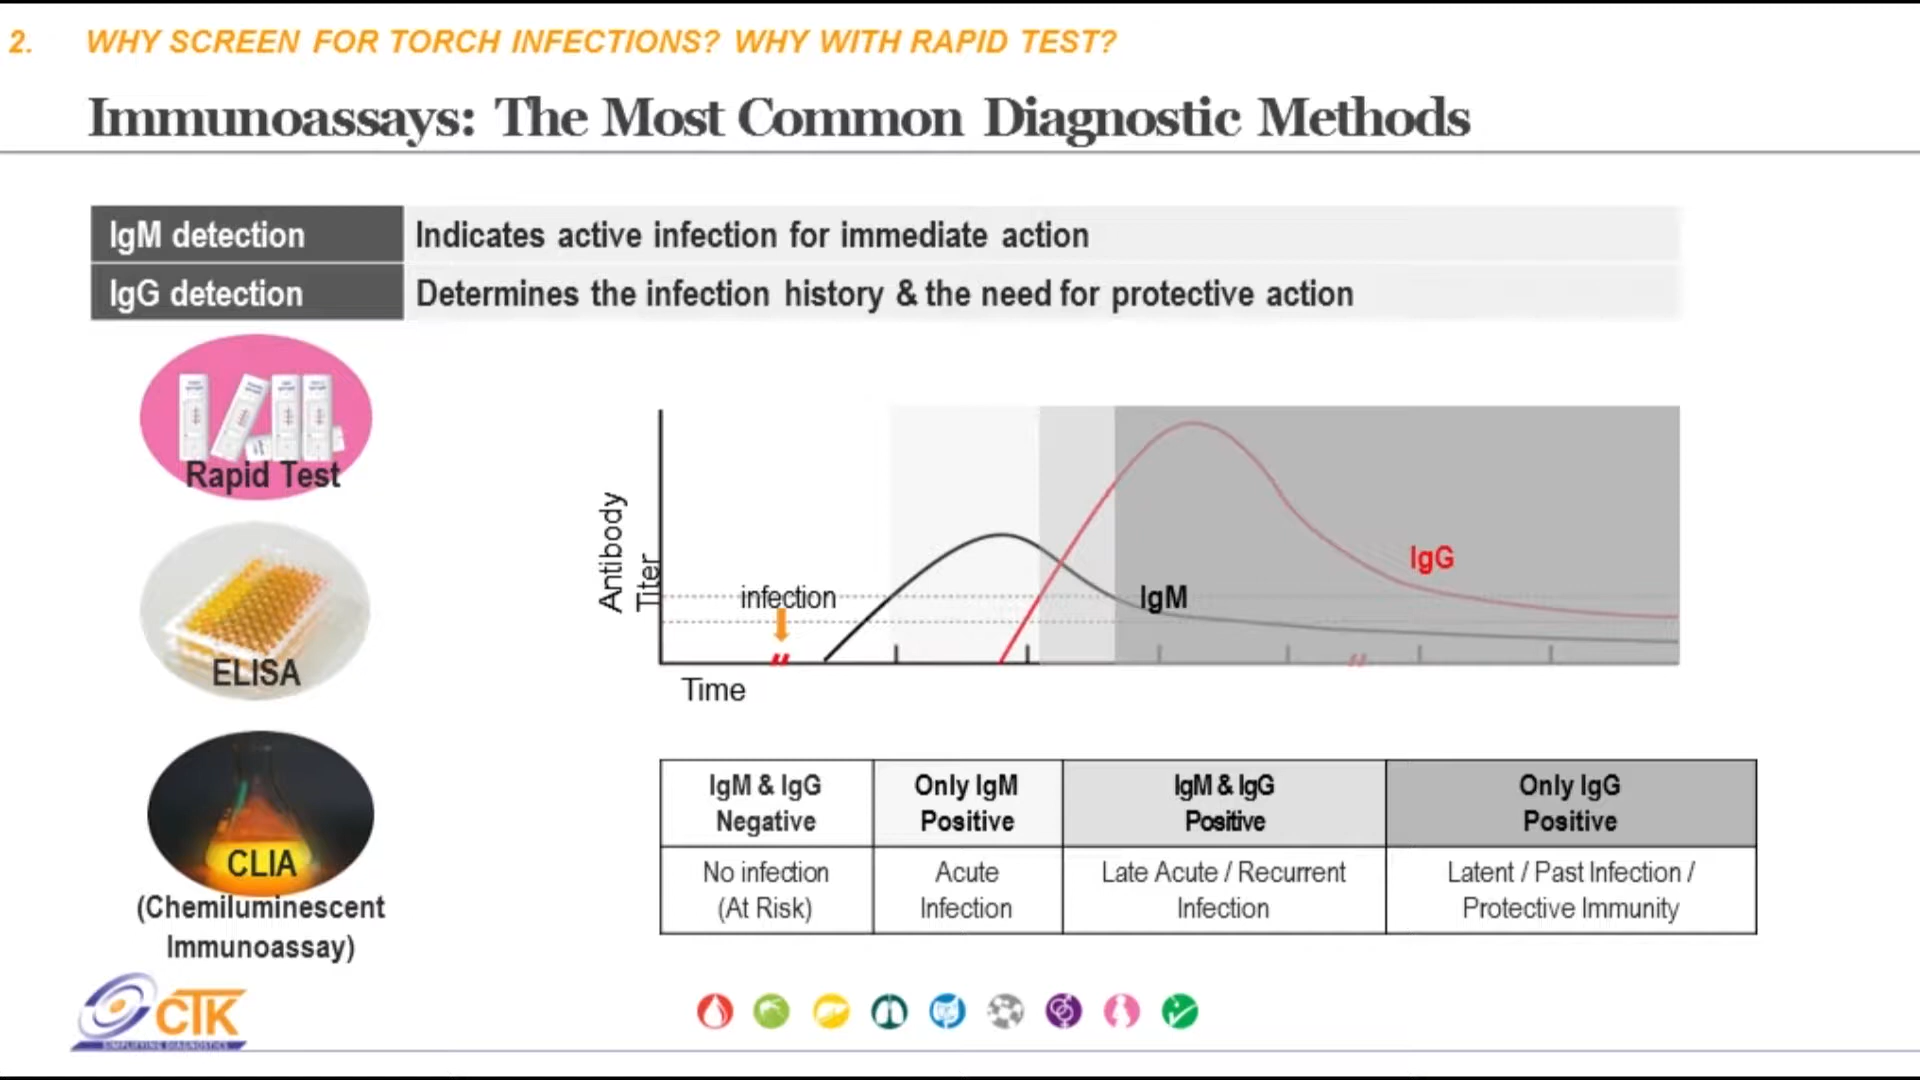 2. WHY SCREEN FOR TORCH INFECTIONS? WHY WITH RAPID TEST?
Immunoassays: The Most Common Diagnostic Methods
IgM detection Indicates active infection for immediate action
IgG detection Determines the infection history & the need for protective action
Rapid Test
ELISA
CLIA
(Chemiluminescent
Immunoassay)
Antibody
Titer
infection
IgM
IgG
Time
IgM & IgG
Negative
Only IgM
Positive
IgM & IgG
Positive
Only IgG
Positive
No infection
(At Risk)
Acute
Infection
Late Acute / Recurrent
Infection
Latent / Past Infection /
Protective Immunity
CTK
SIMPLIFYING DIAGNOSTICS